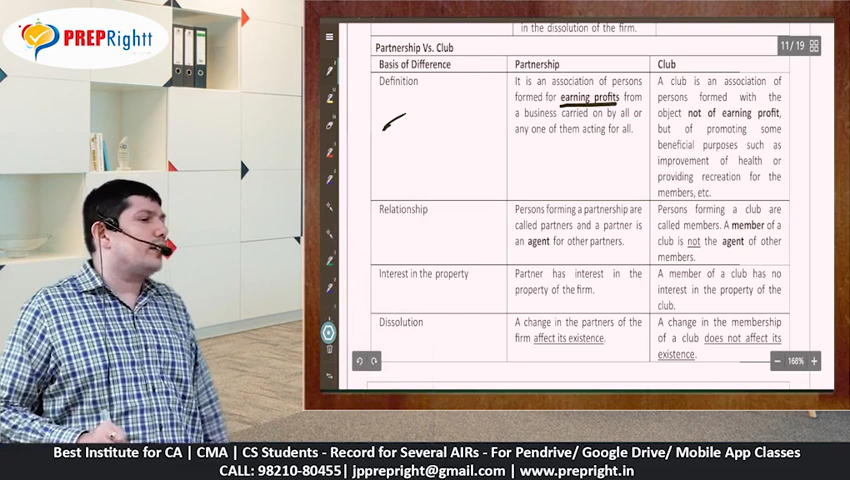 PREPRightt
in the dissolution of the firm.
11/19
Partnership Vs. Club
Basis of Difference Partnership Club
Definition
It is an association of persons
formed for earning profits from
a business carried on by all or
any one of them acting for all.
A club is an association of
persons formed with the
object not of earning profit,
but of promoting some
beneficial purposes such as
improvement of health or
providing recreation for the
members, etc.
Relationship
Persons forming a partnership are
called partners and a partner is
an agent for other partners.
Persons forming a club are
called members. A member of a
club is not the agent of other
members.
Interest in the property
Partner has interest in the
property of the firm.
A member of a club has no
interest in the property of the
club.
Dissolution
A change in the partners of the
firm affect its existence.
A change in the membership
of a club does not affect its
existence.
168%
Best Institute for CA | CMA | CS Students - Record for Several AIRs - For Pendrive/ Google Drive/ Mobile App Classes
CALL: 98210-80455| jpprepright@gmail.com | www.prepright.in